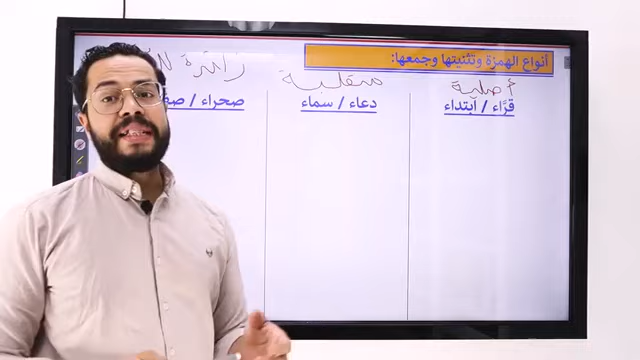 أنواع الهمزة وتثنيتها وجمعها:
أصلية
منقلبة
زائدة
قرَّاء / ابتداء
دعاء / سماء
صحراء /